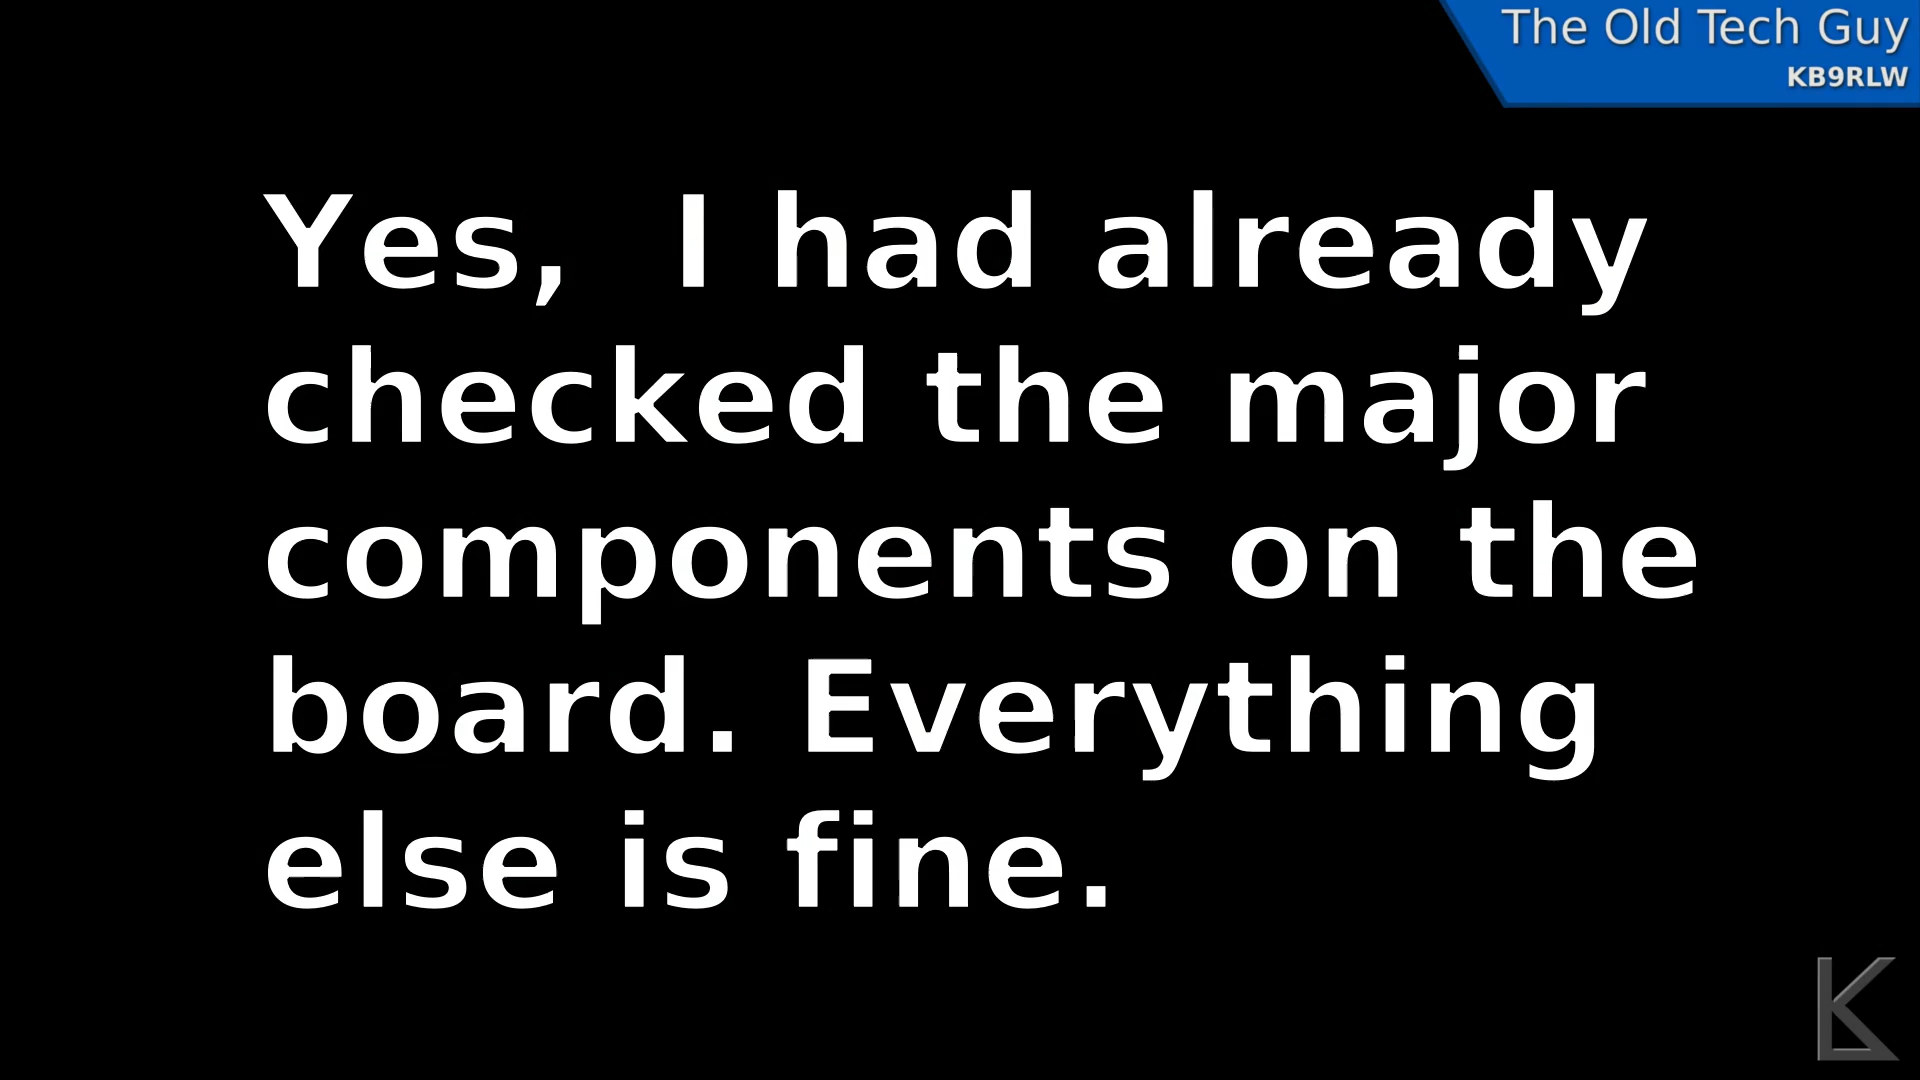 The Old Tech Guy
KB9RLW
Yes,  I had already
checked the major
components on the
board. Everything
else is fine.
K